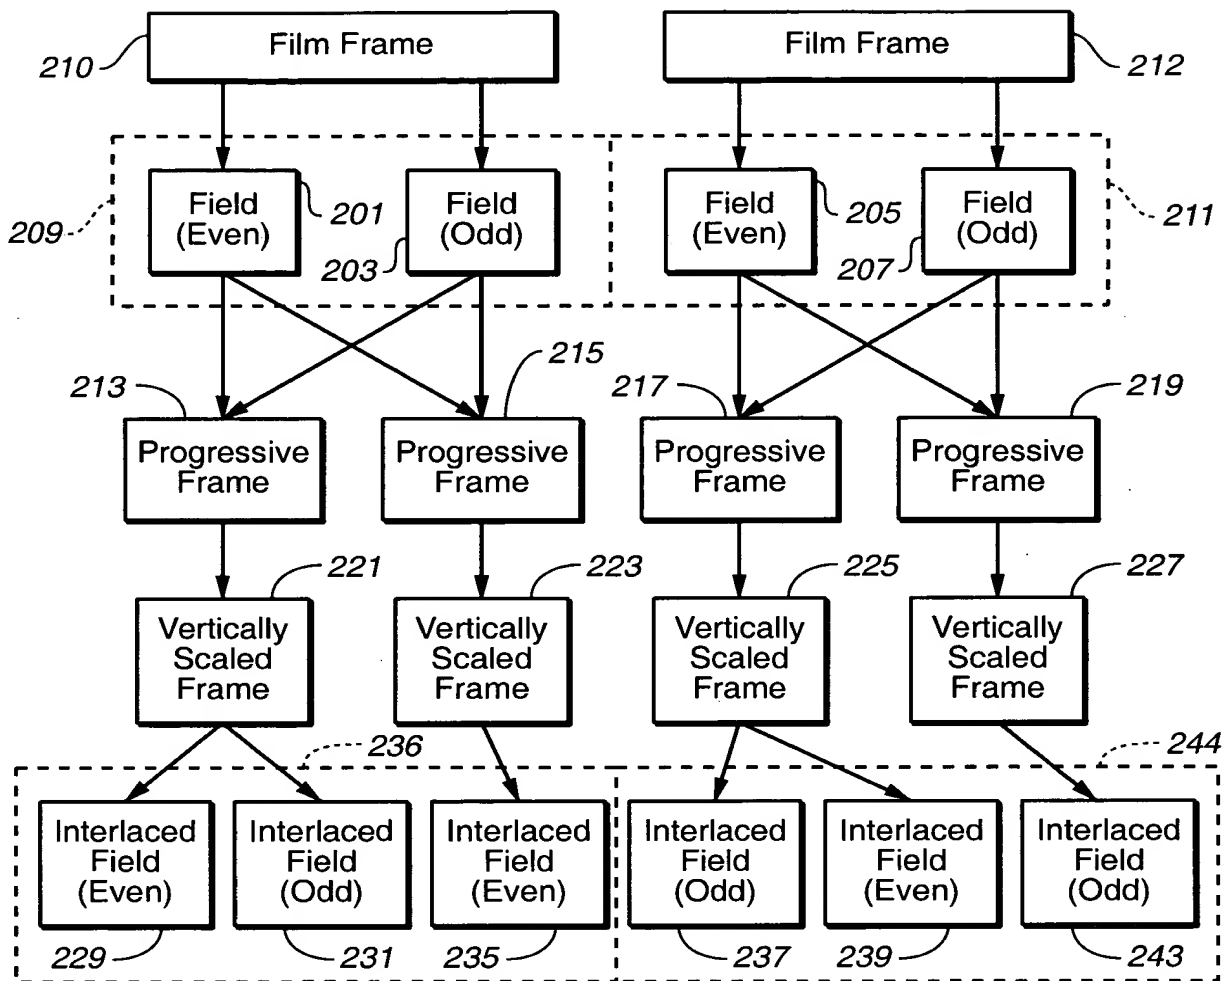 Film Frame
Film Frame
210
212
Field
(Even)
201
Field
(Odd)
203
Field
(Even)
205
Field
(Odd)
207
209
211
213
215
217
219
Progressive
Frame
Progressive
Frame
Progressive
Frame
Progressive
Frame
221
223
225
227
Vertically
Scaled
Frame
Vertically
Scaled
Frame
Vertically
Scaled
Frame
Vertically
Scaled
Frame
236
244
Interlaced
Field
(Even)
Interlaced
Field
(Odd)
Interlaced
Field
(Even)
Interlaced
Field
(Odd)
Interlaced
Field
(Even)
Interlaced
Field
(Odd)
229
231
235
237
239
243